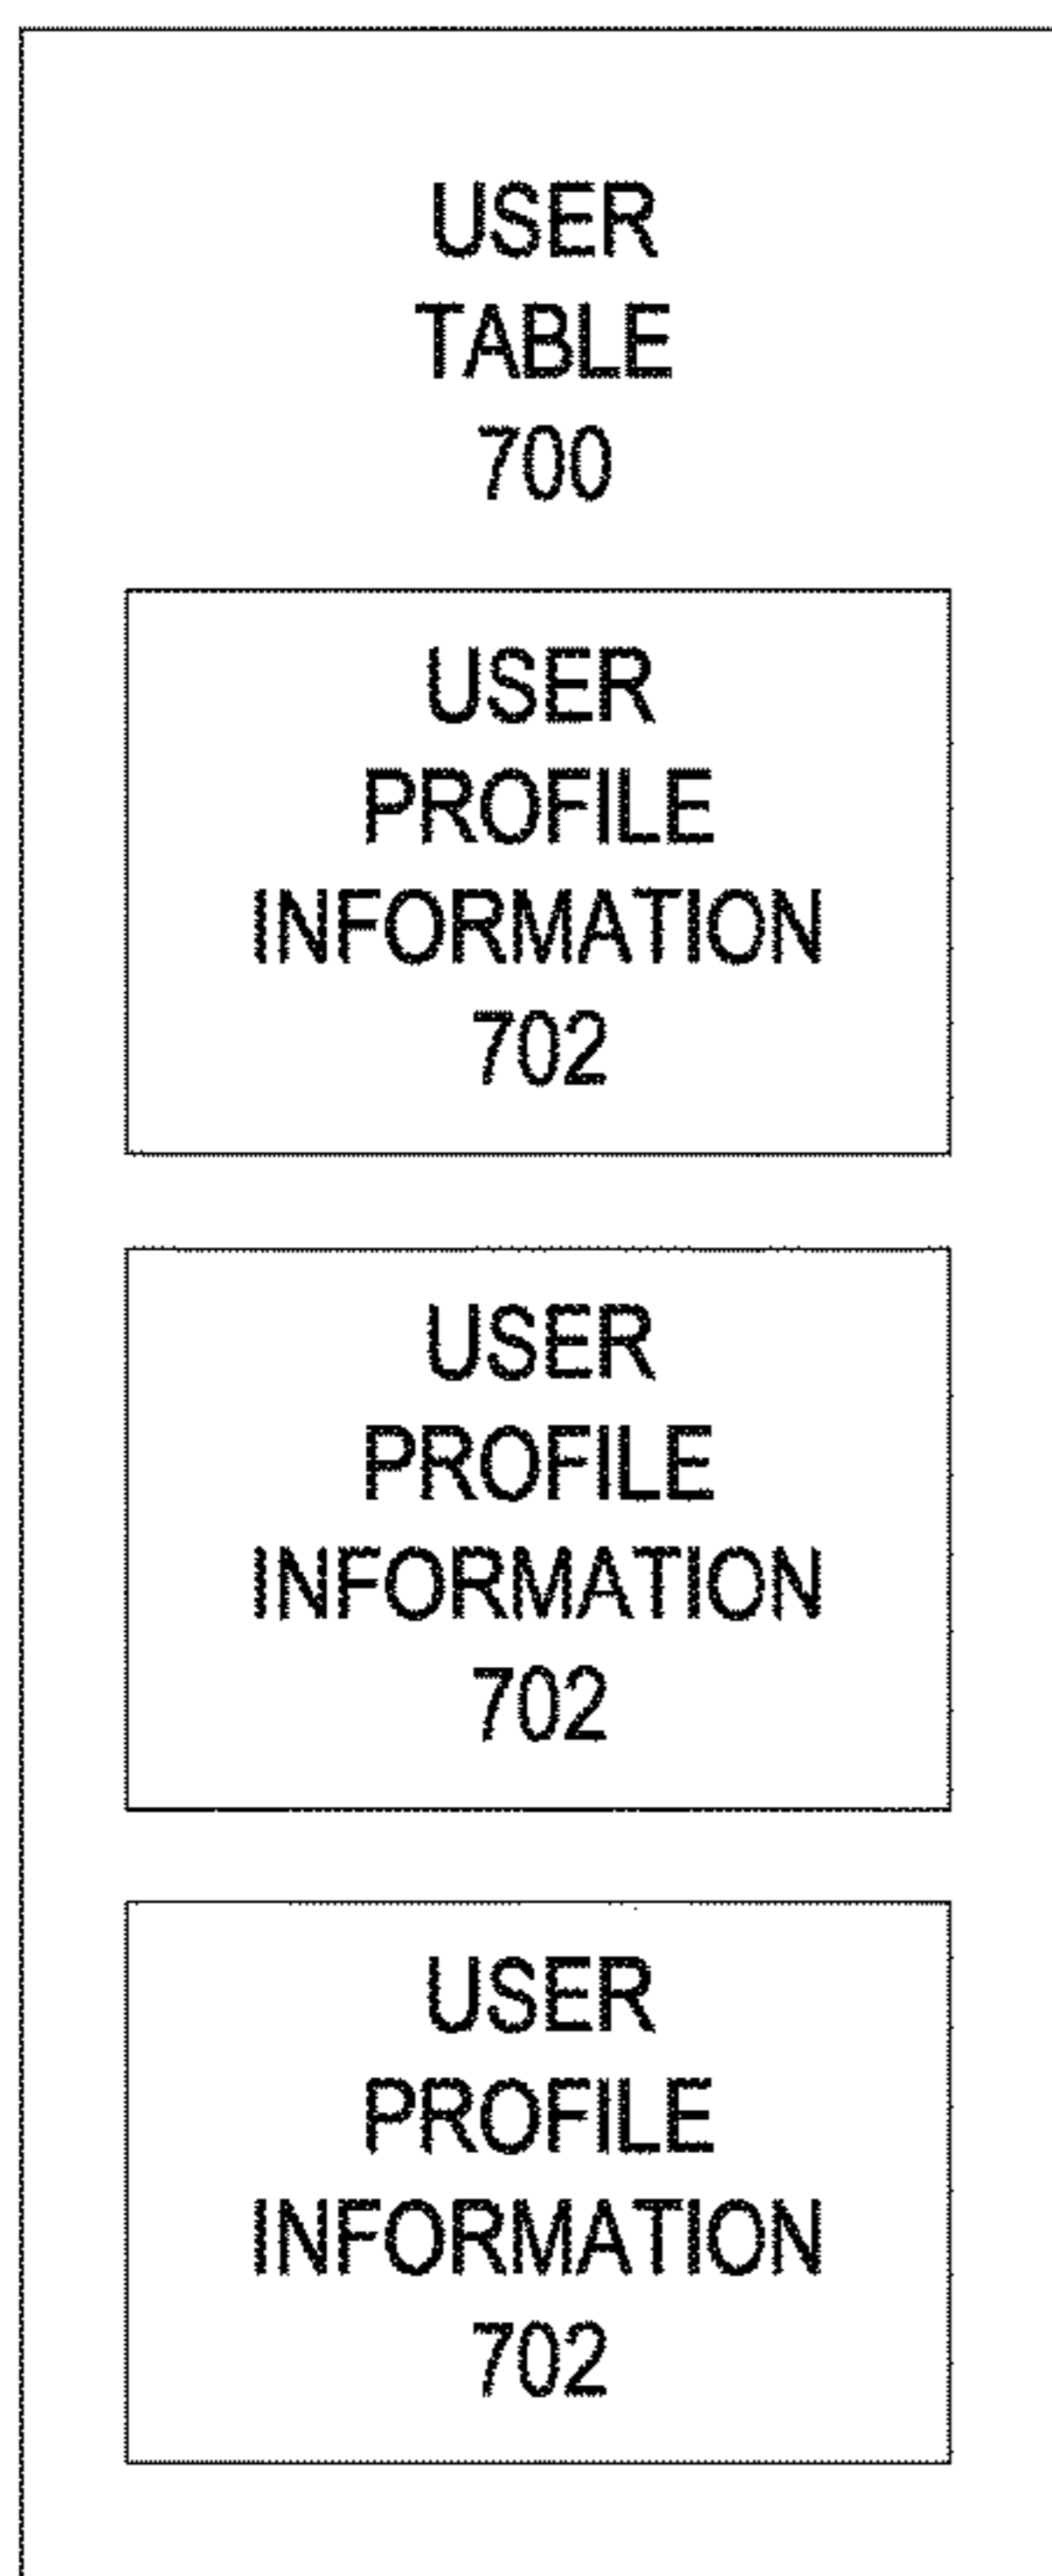 USER
TABLE
700
USER
PROFILE
INFORMATION
702
USER
PROFILE
INFORMATION
702
USER
PROFILE
INFORMATION
702